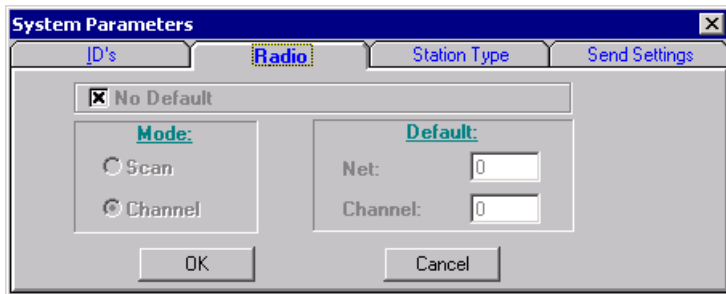 System Parameters
ID's Radio Station Type Send Settings
No Default
Mode: Default:
Scan Net: 0
Channel Channel: 0
OK Cancel